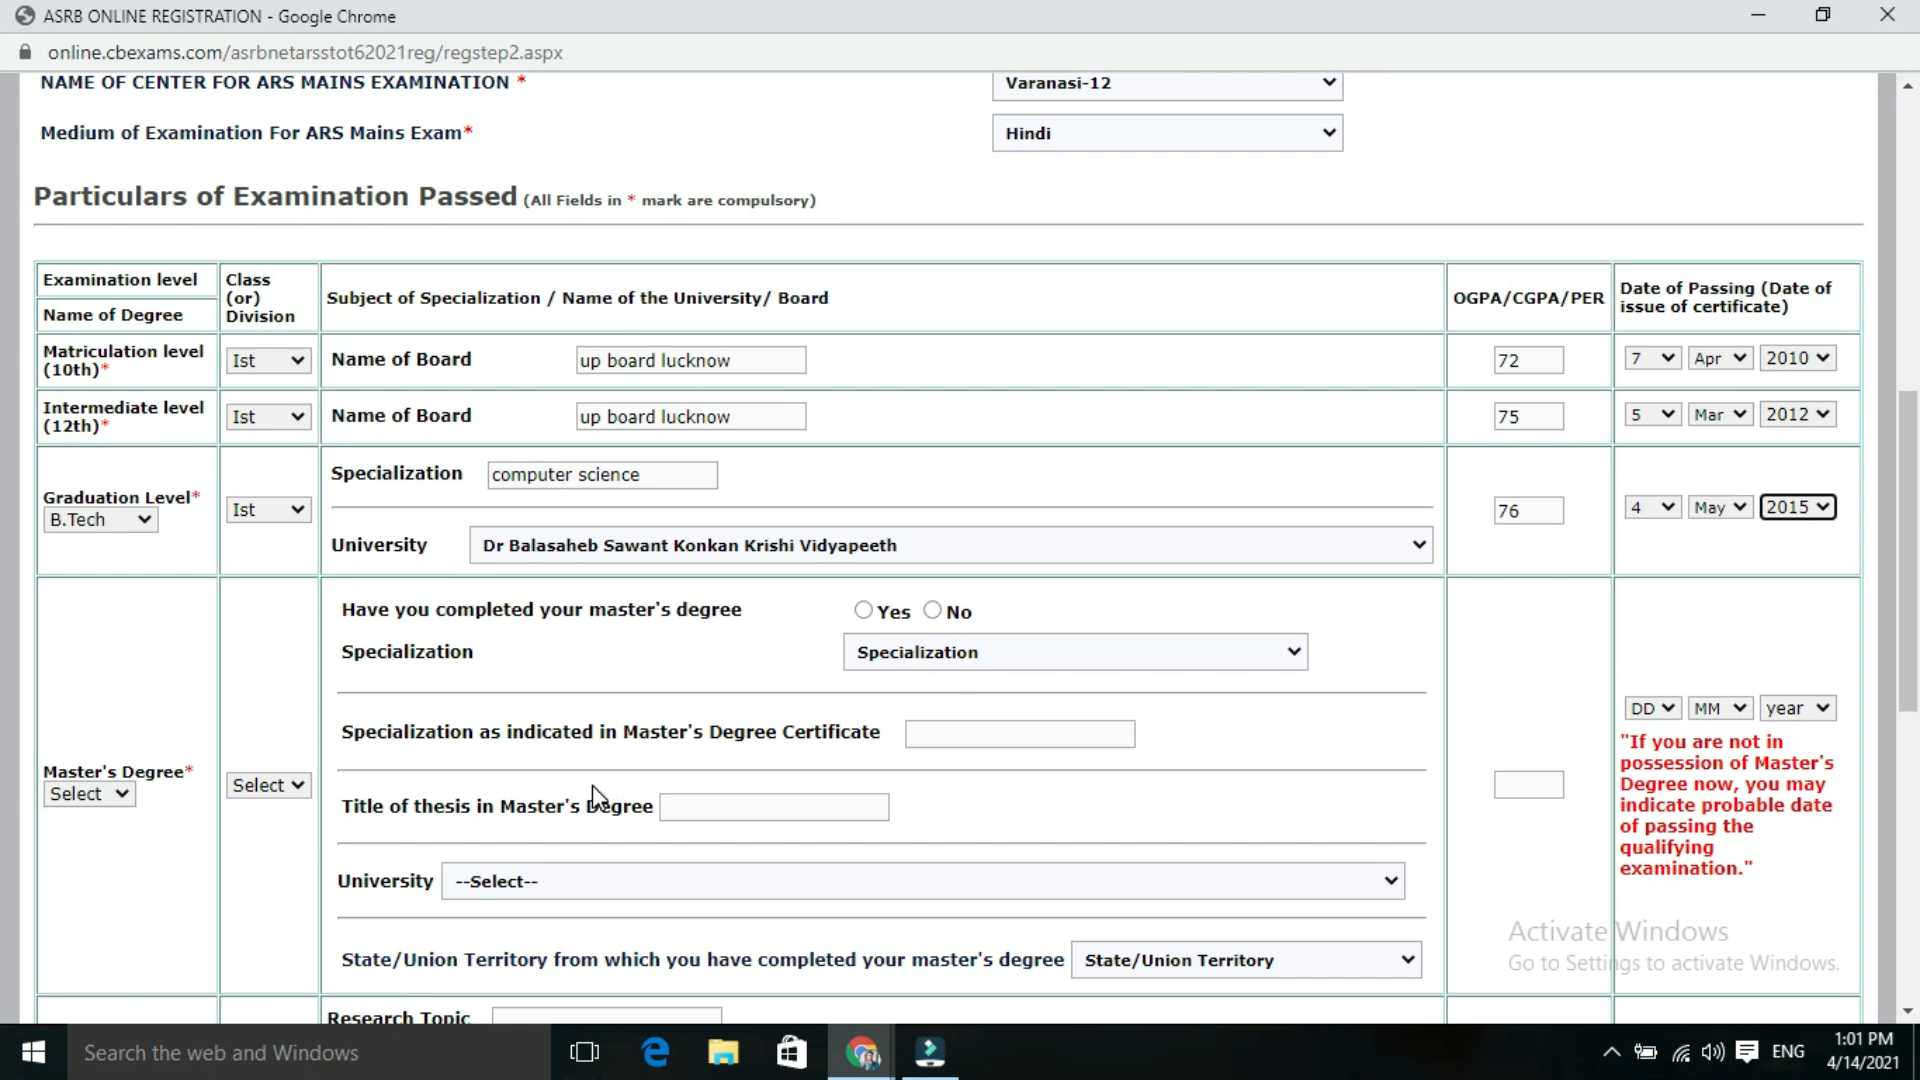 ASRB ONLINE REGISTRATION - Google Chrome
online.cbexams.com/asrbnetarsstot62021reg/regstep2.aspx
NAME OF CENTER FOR ARS MAINS EXAMINATION *
Varanasi-12
Medium of Examination For ARS Mains Exam*
Hindi
Particulars of Examination Passed (All Fields in * mark are compulsory)
Examination level
Name of Degree
Class
(or)
Division
Subject of Specialization / Name of the University/ Board
OGPA/CGPA/PER
Date of Passing (Date of
issue of certificate)
Matriculation level
(10th)*
Ist
Name of Board
up board lucknow
72
7 Apr 2010
Intermediate level
(12th)*
Ist
Name of Board
up board lucknow
75
5 Mar 2012
Graduation Level*
B.Tech
Ist
Specialization computer science
University Dr Balasaheb Sawant Konkan Krishi Vidyapeeth
76
4 May 2015
Master's Degree*
Select
Select
Have you completed your master's degree Yes No
Specialization Specialization
Specialization as indicated in Master's Degree Certificate
Title of thesis in Master's Degree
University --Select--
State/Union Territory from which you have completed your master's degree State/Union Territory
DD MM year
"If you are not in
possession of Master's
Degree now, you may
indicate probable date
of passing the
qualifying
examination."
Research Topic
Activate Windows
Go to Settings to activate Windows.
Search the web and Windows
ENG
1:01 PM
4/14/2021